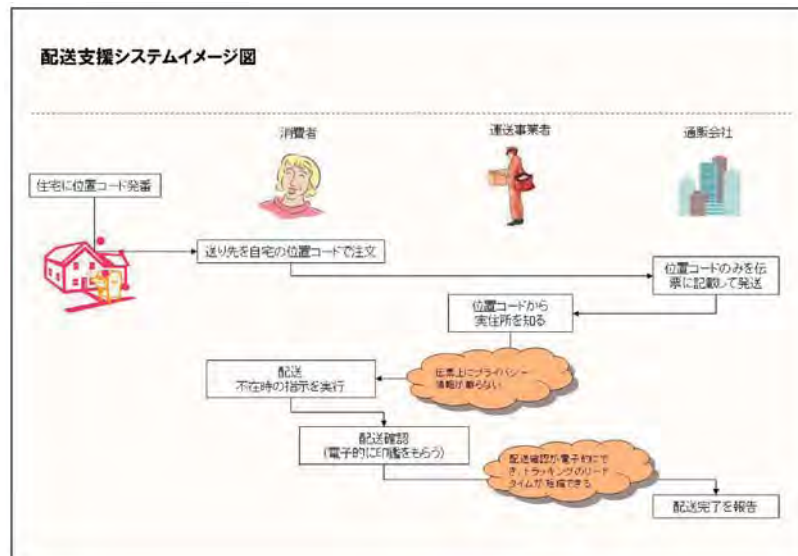 配送支援システムイメージ図
消費者
運送事業者
通販会社
住宅に位置コード発番
送り先を自宅の位置コードで注文
位置コードのみを伝
票に記載して発送
位置コードから
実住所を知る
伝票上にプライバシー
情報が載らない
配送
不在時の指示を実行
配送確認
(電子的に印鑑をもらう)
配送確認が電子的にで
き、トラッキングのリード
タイムが短縮できる
配送完了を報告